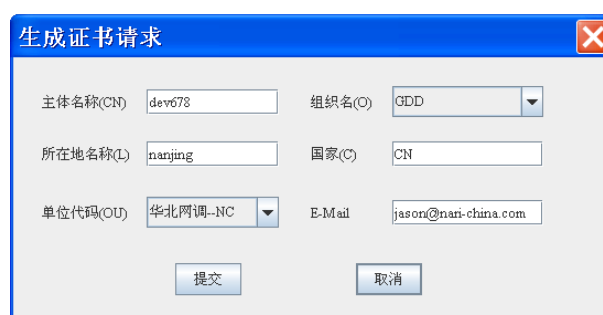 生成证书请求
主体名称(CN) dev678 组织名(O) GDD
所在地名称(L) nanjing 国家(C) CN
单位代码(OU) 华北网调--NC E-Mail jason@nari-china.com
提交 取消